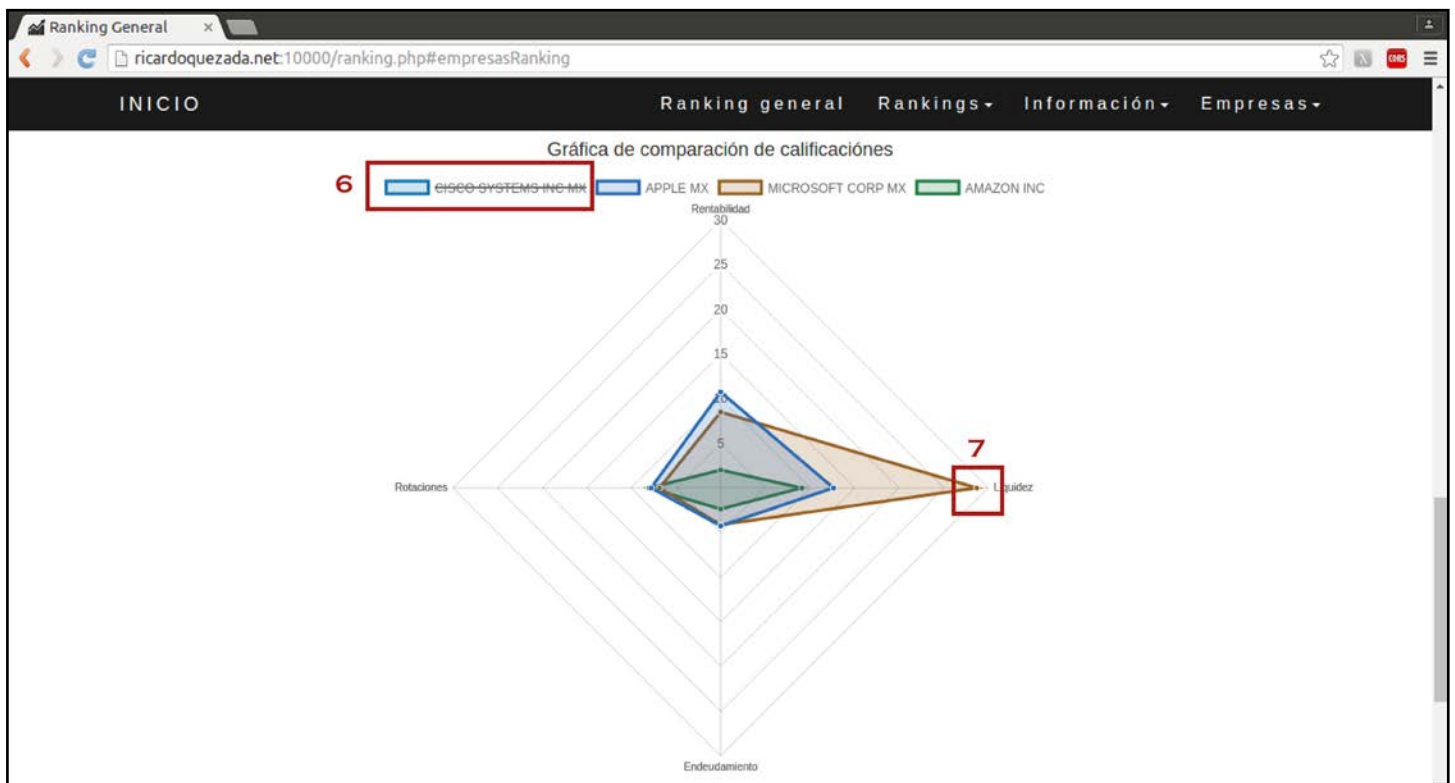 Ranking General ×
ricardoquezada.net:10000/ranking.php#empresasRanking
CORS
INICIO Ranking general Rankings Información Empresas
Gráfica de comparación de calificaciónes
6
CISCO SYSTEMS INC MX APPLE MX MICROSOFT CORP MX AMAZON INC
Rentabilidad
30
25
20
15
10
5
7
Rotaciones Liquidez
Endeudamiento